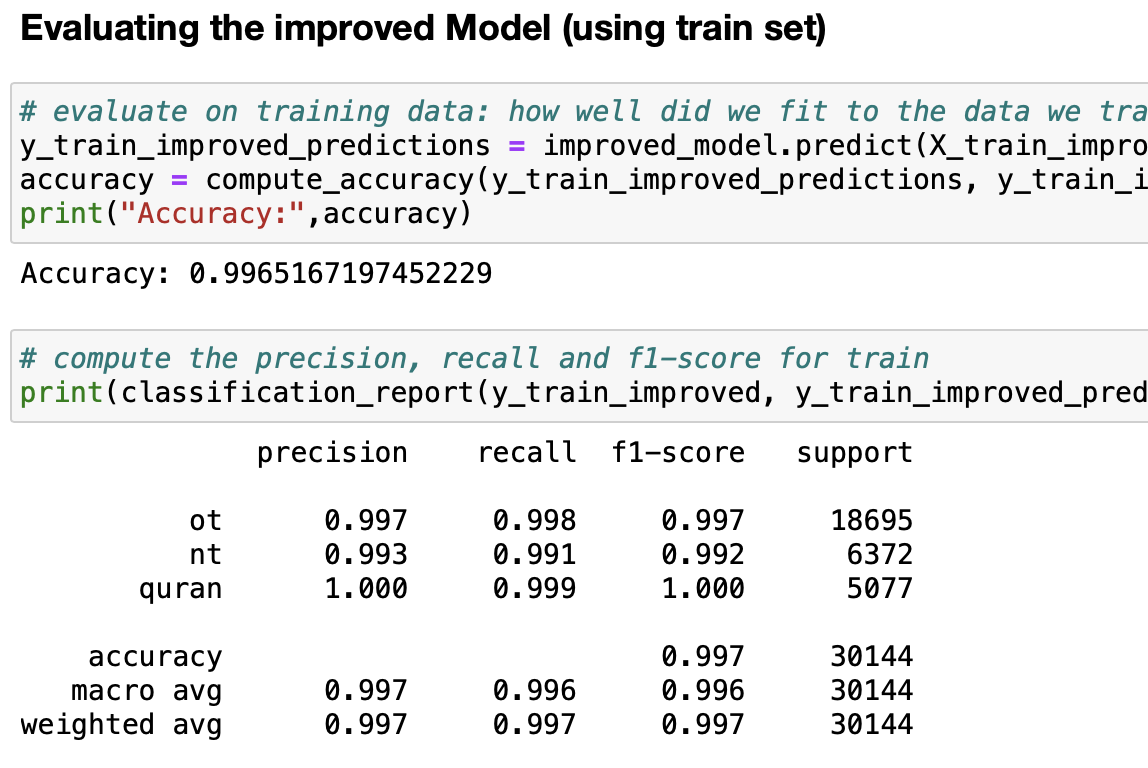 Evaluating the improved Model (using train set)
# evaluate on training data: how well did we fit to the data we tra
y_train_improved_predictions = improved_model.predict(X_train_impro
accuracy = compute_accuracy(y_train_improved_predictions, y_train_i
print("Accuracy:",accuracy)
Accuracy: 0.9965167197452229
# compute the precision, recall and f1-score for train
print(classification_report(y_train_improved, y_train_improved_pred
precision recall f1-score support
ot 0.997 0.998 0.997 18695
nt 0.993 0.991 0.992 6372
quran 1.000 0.999 1.000 5077
accuracy 0.997 30144
macro avg 0.997 0.996 0.996 30144
weighted avg 0.997 0.997 0.997 30144